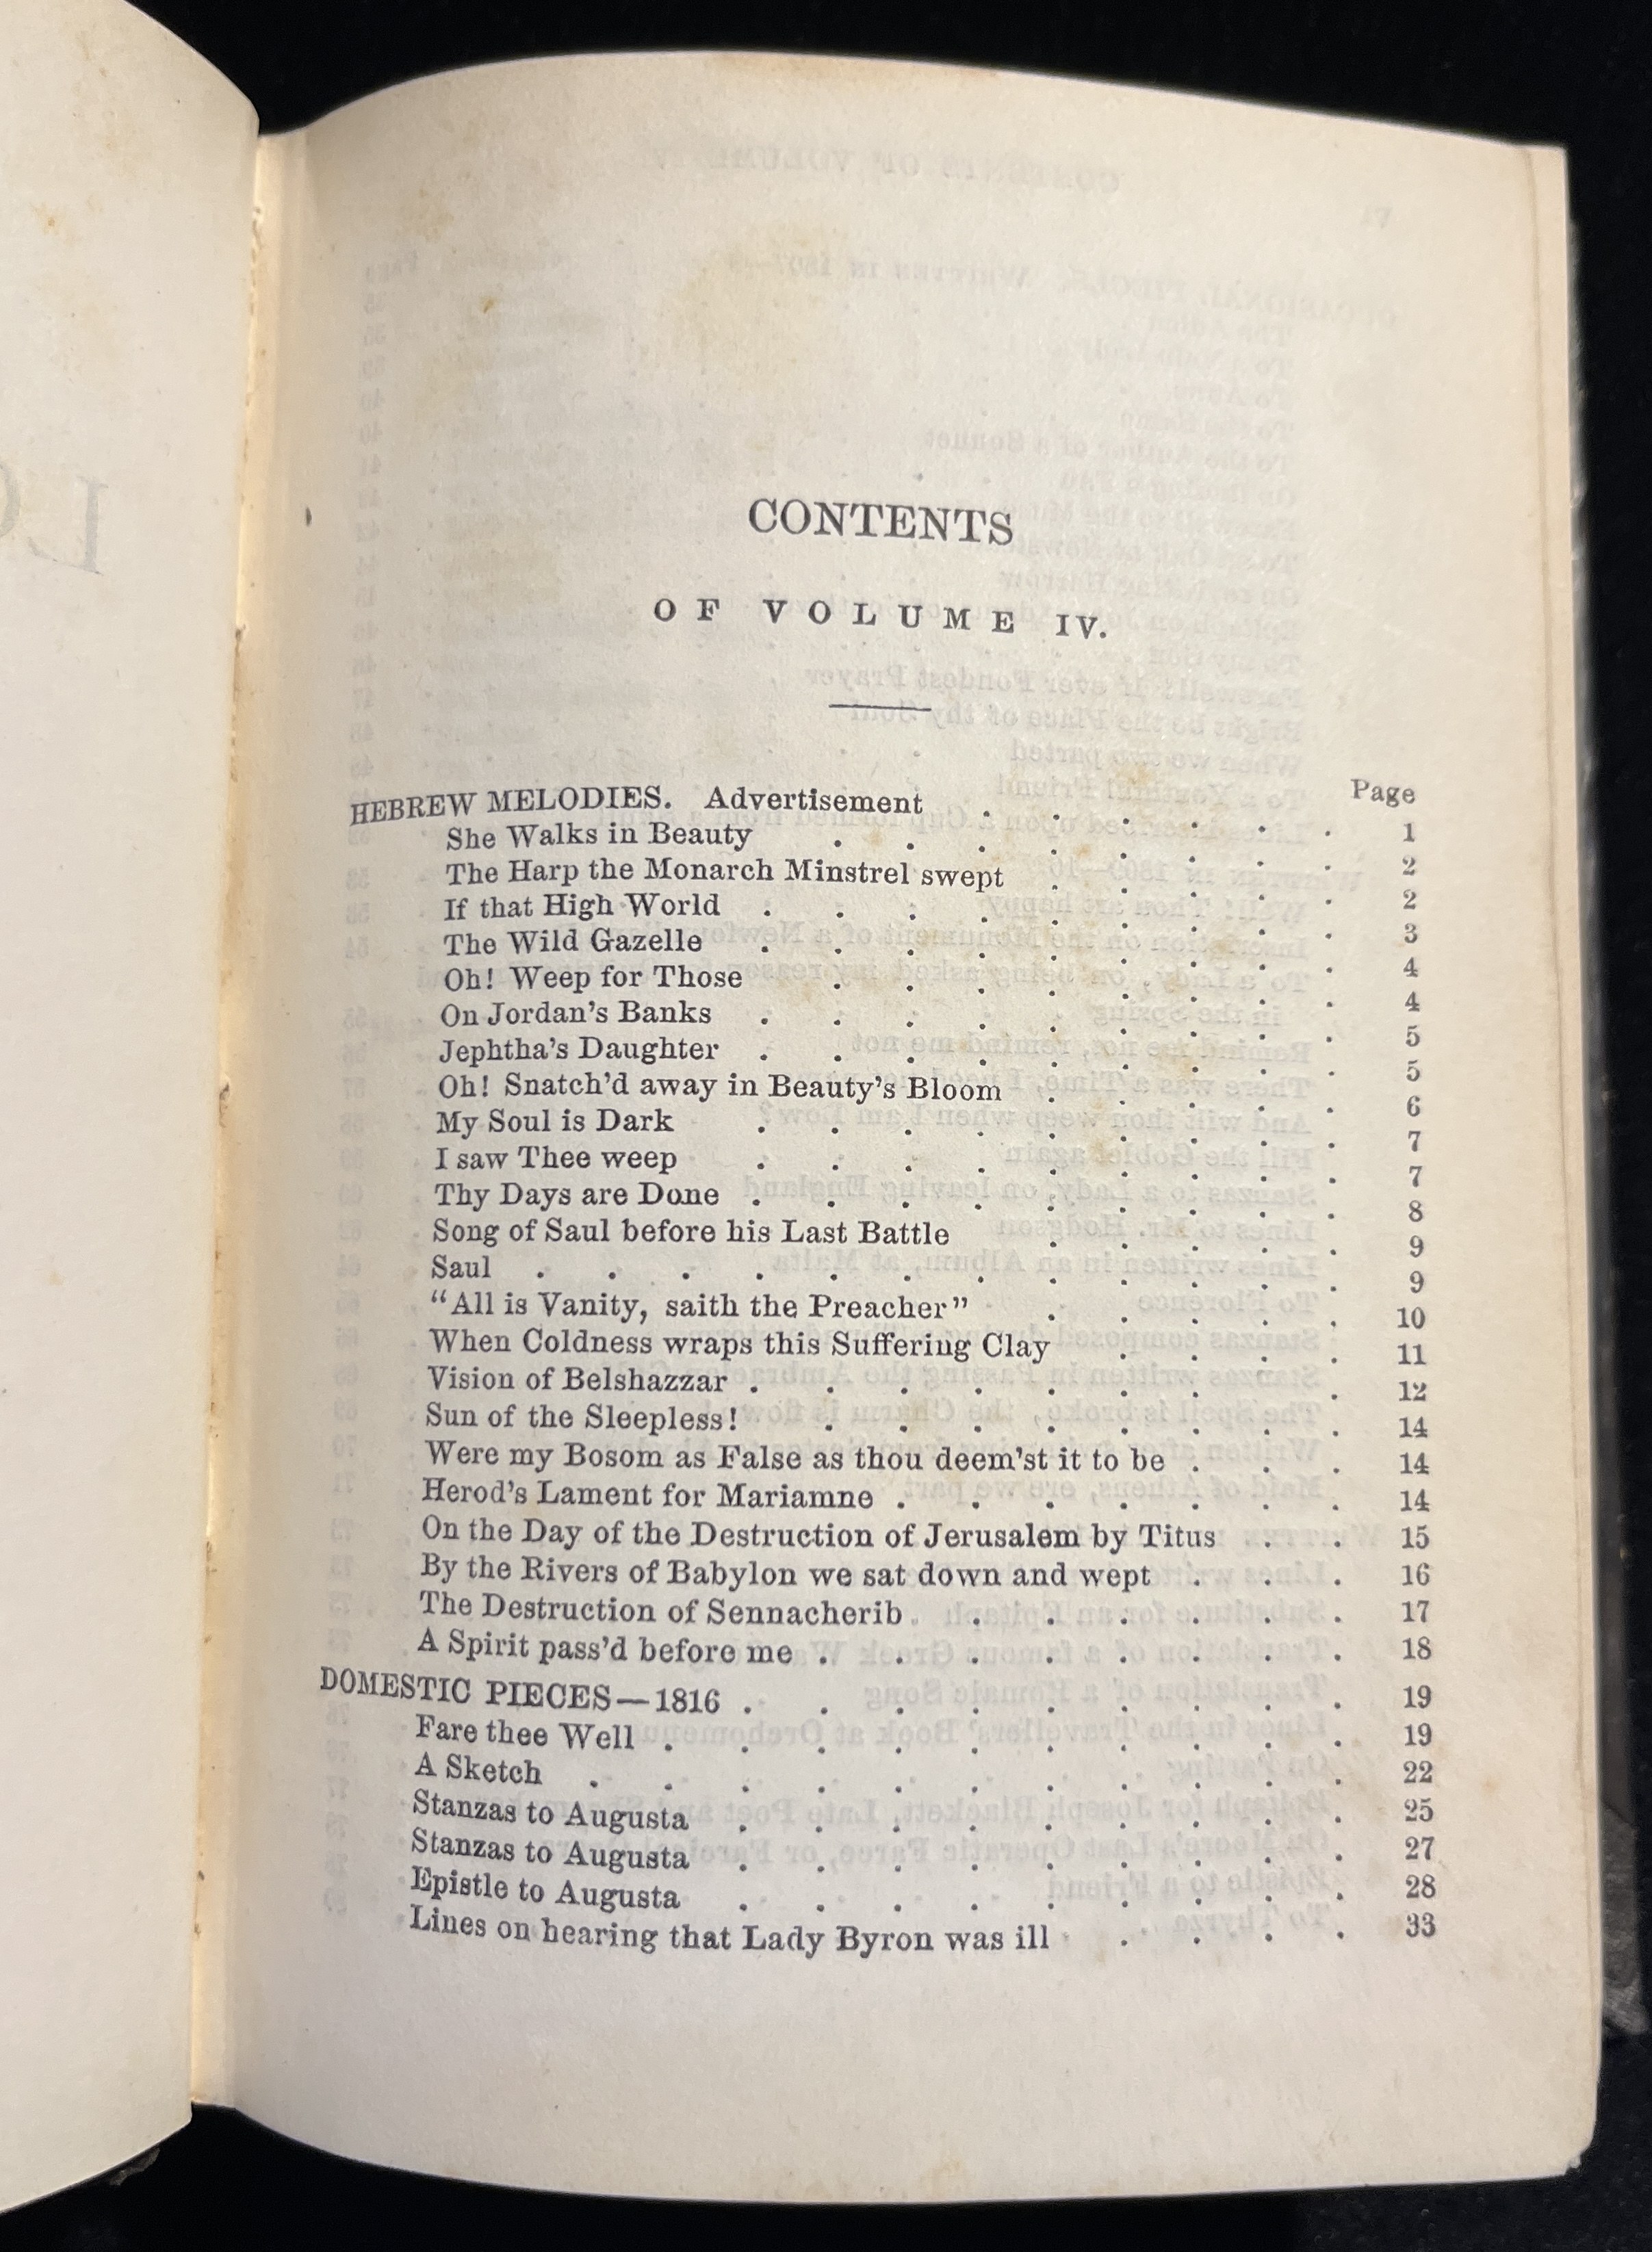 CONTENTS
OF VOLUME IV.
Page
HEBREW MELODIES. Advertisement . . . . . . 1
She Walks in Beauty . . . . . . . . 2
The Harp the Monarch Minstrel swept . . . . . 2
If that High World . . . . . . . . . 3
The Wild Gazelle . . . . . . . . . 4
Oh! Weep for Those . . . . . . . . 4
On Jordan's Banks . . . . . . . . . 5
Jephtha's Daughter . . . . . . . . . 5
Oh! Snatch'd away in Beauty's Bloom . . . . . 6
My Soul is Dark . . . . . . . . . 7
I saw Thee weep . . . . . . . . . 7
Thy Days are Done . . . . . . . . . 8
Song of Saul before his Last Battle . . . . . 9
Saul . . . . . . . . . . . . 9
“All is Vanity, saith the Preacher” . . . . . 10
When Coldness wraps this Suffering Clay . . . . 11
Vision of Belshazzar . . . . . . . . . 12
Sun of the Sleepless! . . . . . . . . 14
Were my Bosom as False as thou deem'st it to be . . . 14
Herod's Lament for Mariamne . . . . . . . 14
On the Day of the Destruction of Jerusalem by Titus . . 15
By the Rivers of Babylon we sat down and wept . . . 16
The Destruction of Sennacherib . . . . . . . 17
A Spirit pass'd before me . . . . . . . . 18
DOMESTIC PIECES—1816 . . . . . . . . . 19
Fare thee Well . . . . . . . . . . 19
A Sketch . . . . . . . . . . . 22
Stanzas to Augusta . . . . . . . . . 25
Stanzas to Augusta . . . . . . . . . 27
Epistle to Augusta . . . . . . . . . 28
Lines on hearing that Lady Byron was ill . . . . 33